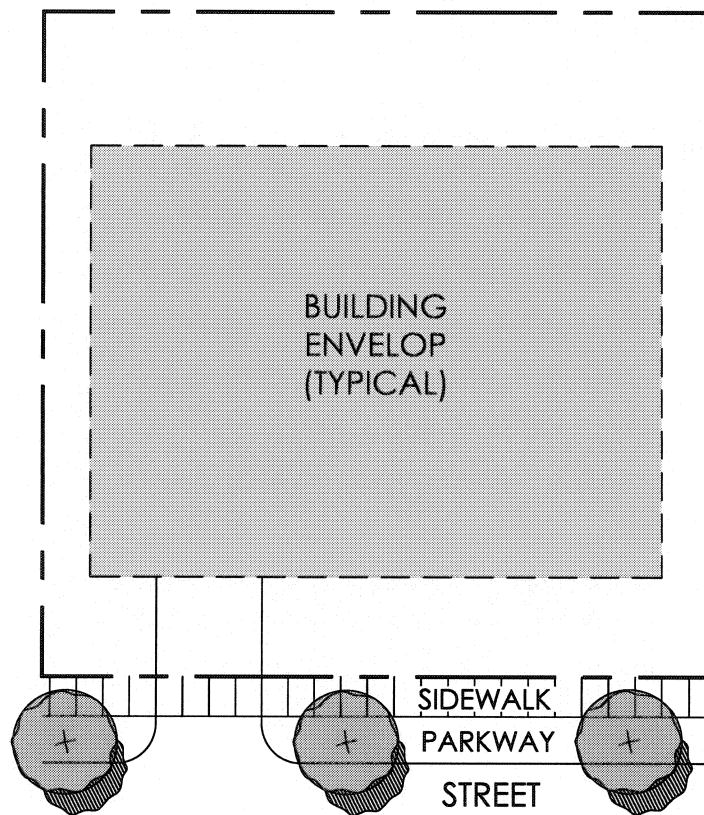 BUILDING
ENVELOP
(TYPICAL)
SIDEWALK
PARKWAY
STREET